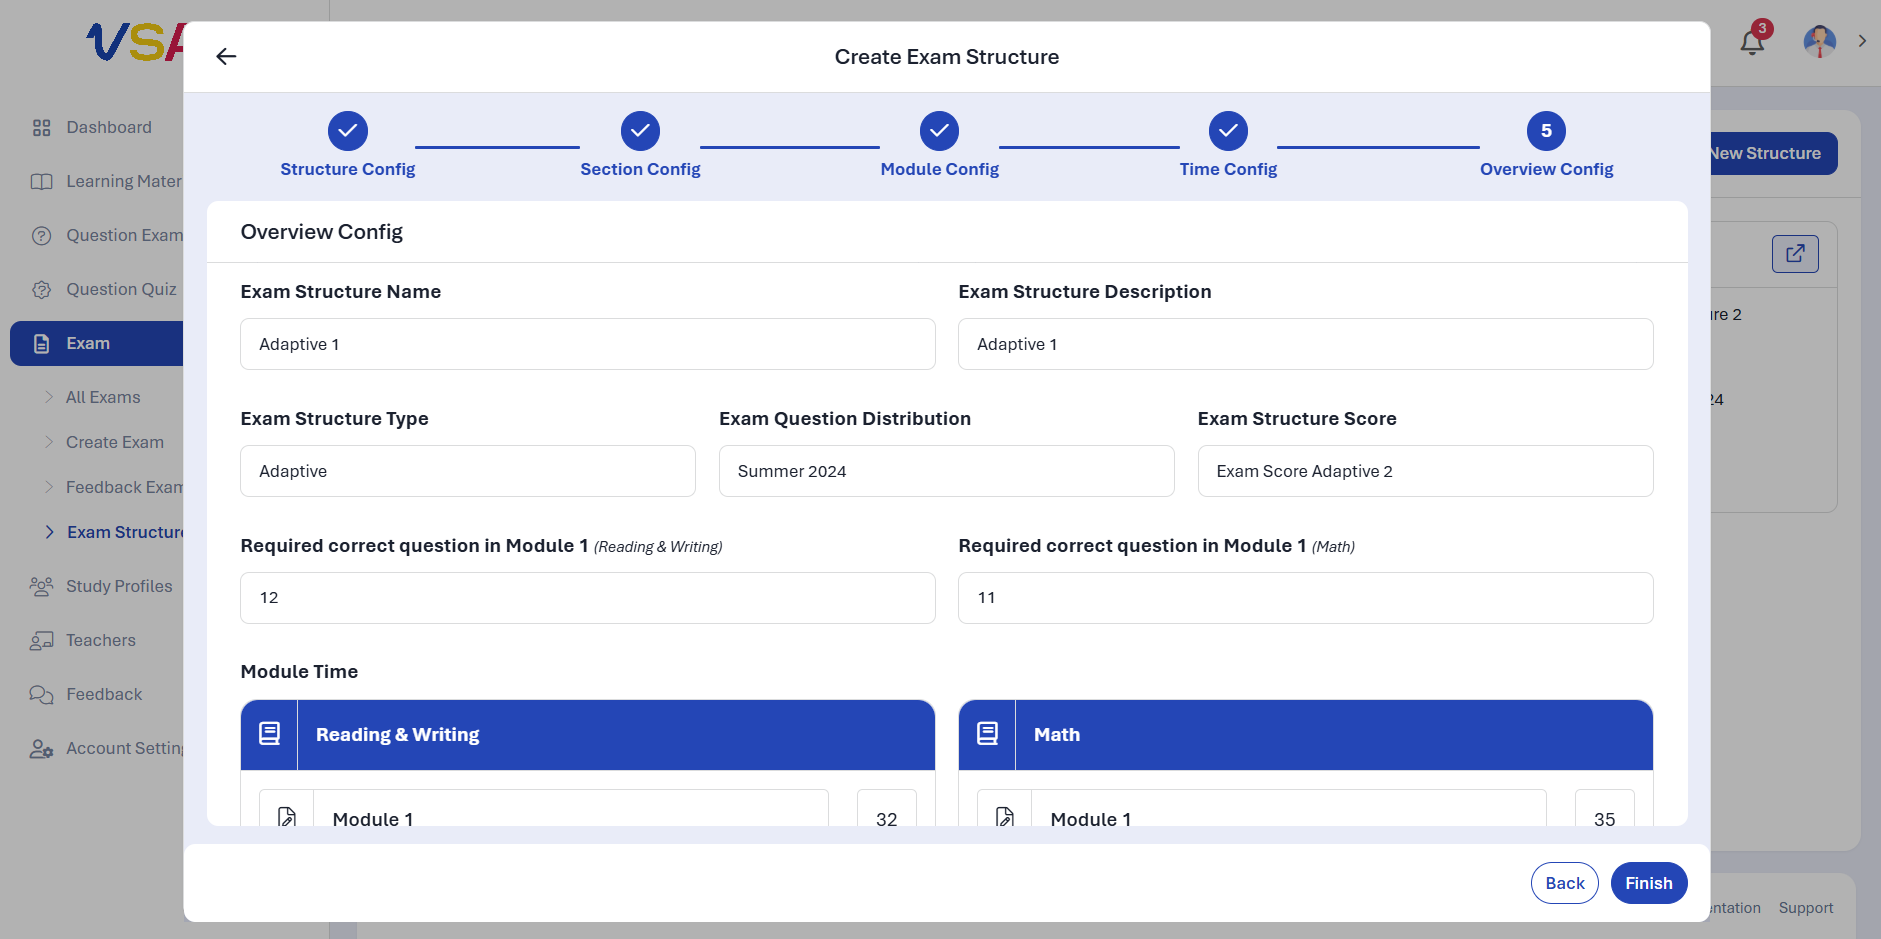 VSA
Create Exam Structure
3
Structure Config
Section Config
Module Config
Time Config
5
Overview Config
Dashboard
Learning Mater
Question Exam
Question Quiz
Exam
All Exams
Create Exam
Feedback Exam
Exam Structure
Study Profiles
Teachers
Feedback
Account Setting
New Structure
ure 2
24
Overview Config
Exam Structure Name
Adaptive 1
Exam Structure Description
Adaptive 1
Exam Structure Type
Adaptive
Exam Question Distribution
Summer 2024
Exam Structure Score
Exam Score Adaptive 2
Required correct question in Module 1 (Reading & Writing)
12
Required correct question in Module 1 (Math)
11
Module Time
Reading & Writing
Module 1 32
Math
Module 1 35
Back
Finish
entation Support